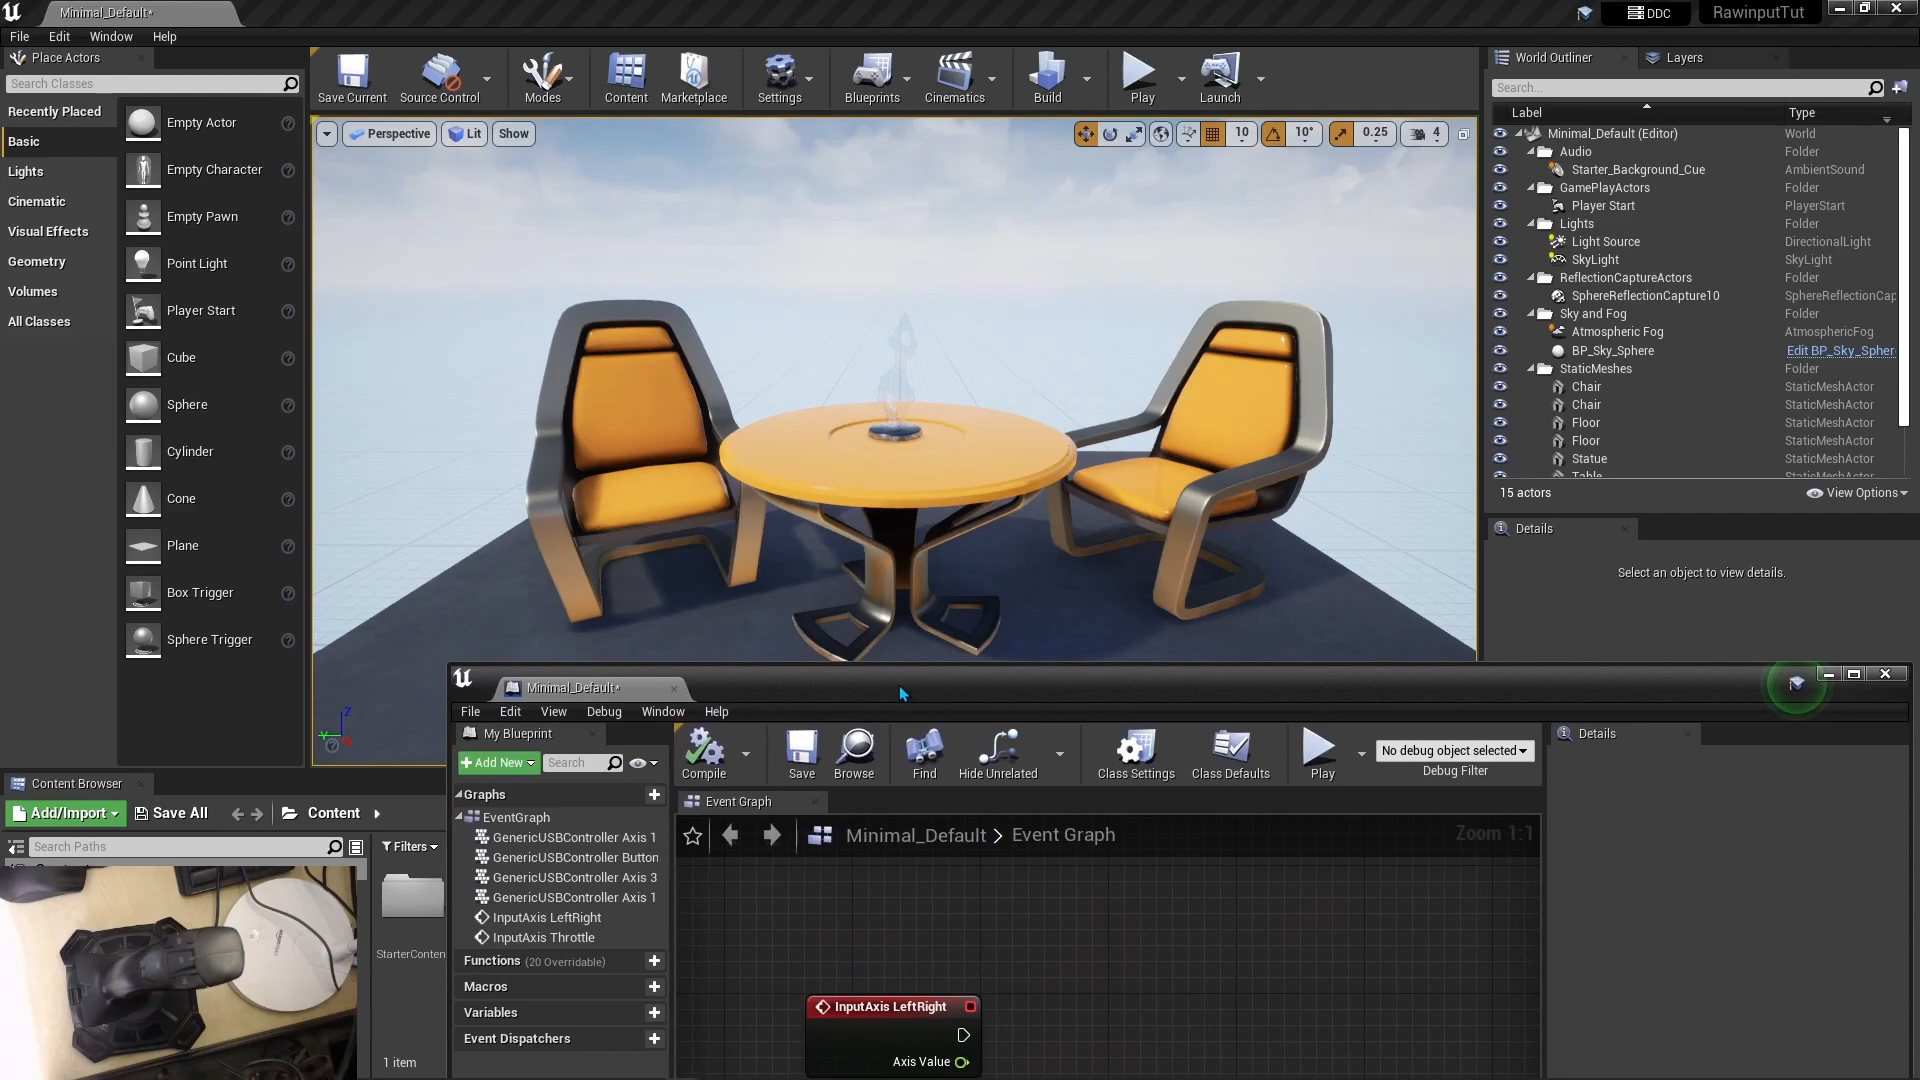 Minimal_Default*
DDC
RawinputTut
File Edit Window Help
Place Actors
Search Classes
Recently Placed
Basic
Lights
Cinematic
Visual Effects
Geometry
Volumes
All Classes
Empty Actor
Empty Character
Empty Pawn
Point Light
Player Start
Cube
Sphere
Cylinder
Cone
Plane
Box Trigger
Sphere Trigger
Save Current
Source Control
Modes
Content
Marketplace
Settings
Blueprints
Cinematics
Build
Play
Launch
Perspective
Lit
Show
10
10°
0.25
4
World Outliner
Layers
Search...
Label Type
Minimal_Default (Editor) World
Audio Folder
Starter_Background_Cue AmbientSound
GamePlayActors Folder
Player Start PlayerStart
Lights Folder
Light Source DirectionalLight
SkyLight SkyLight
ReflectionCaptureActors Folder
SphereReflectionCapture10 SphereReflectionCap
Sky and Fog Folder
Atmospheric Fog AtmosphericFog
BP_Sky_Sphere Edit BP_Sky_Spher
StaticMeshes Folder
Chair StaticMeshActor
Chair StaticMeshActor
Floor StaticMeshActor
Floor StaticMeshActor
Statue StaticMeshActor
Table StaticMeshActor
15 actors
View Options
Details
Select an object to view details.
Z
Y
Content Browser
Add/Import
Save All
Content
Search Paths
Filters
StarterConten
1 item
Minimal_Default*
File Edit View Debug Window Help
My Blueprint
Add New
Search
Graphs
EventGraph
GenericUSBController Axis 1
GenericUSBController Button
GenericUSBController Axis 3
GenericUSBController Axis 1
InputAxis LeftRight
InputAxis Throttle
Functions (20 Overridable)
Macros
Variables
Event Dispatchers
Compile
Save
Browse
Find
Hide Unrelated
Class Settings
Class Defaults
Play
No debug object selected
Debug Filter
Event Graph
Minimal_Default > Event Graph
Zoom 1:1
InputAxis LeftRight
Axis Value
Details